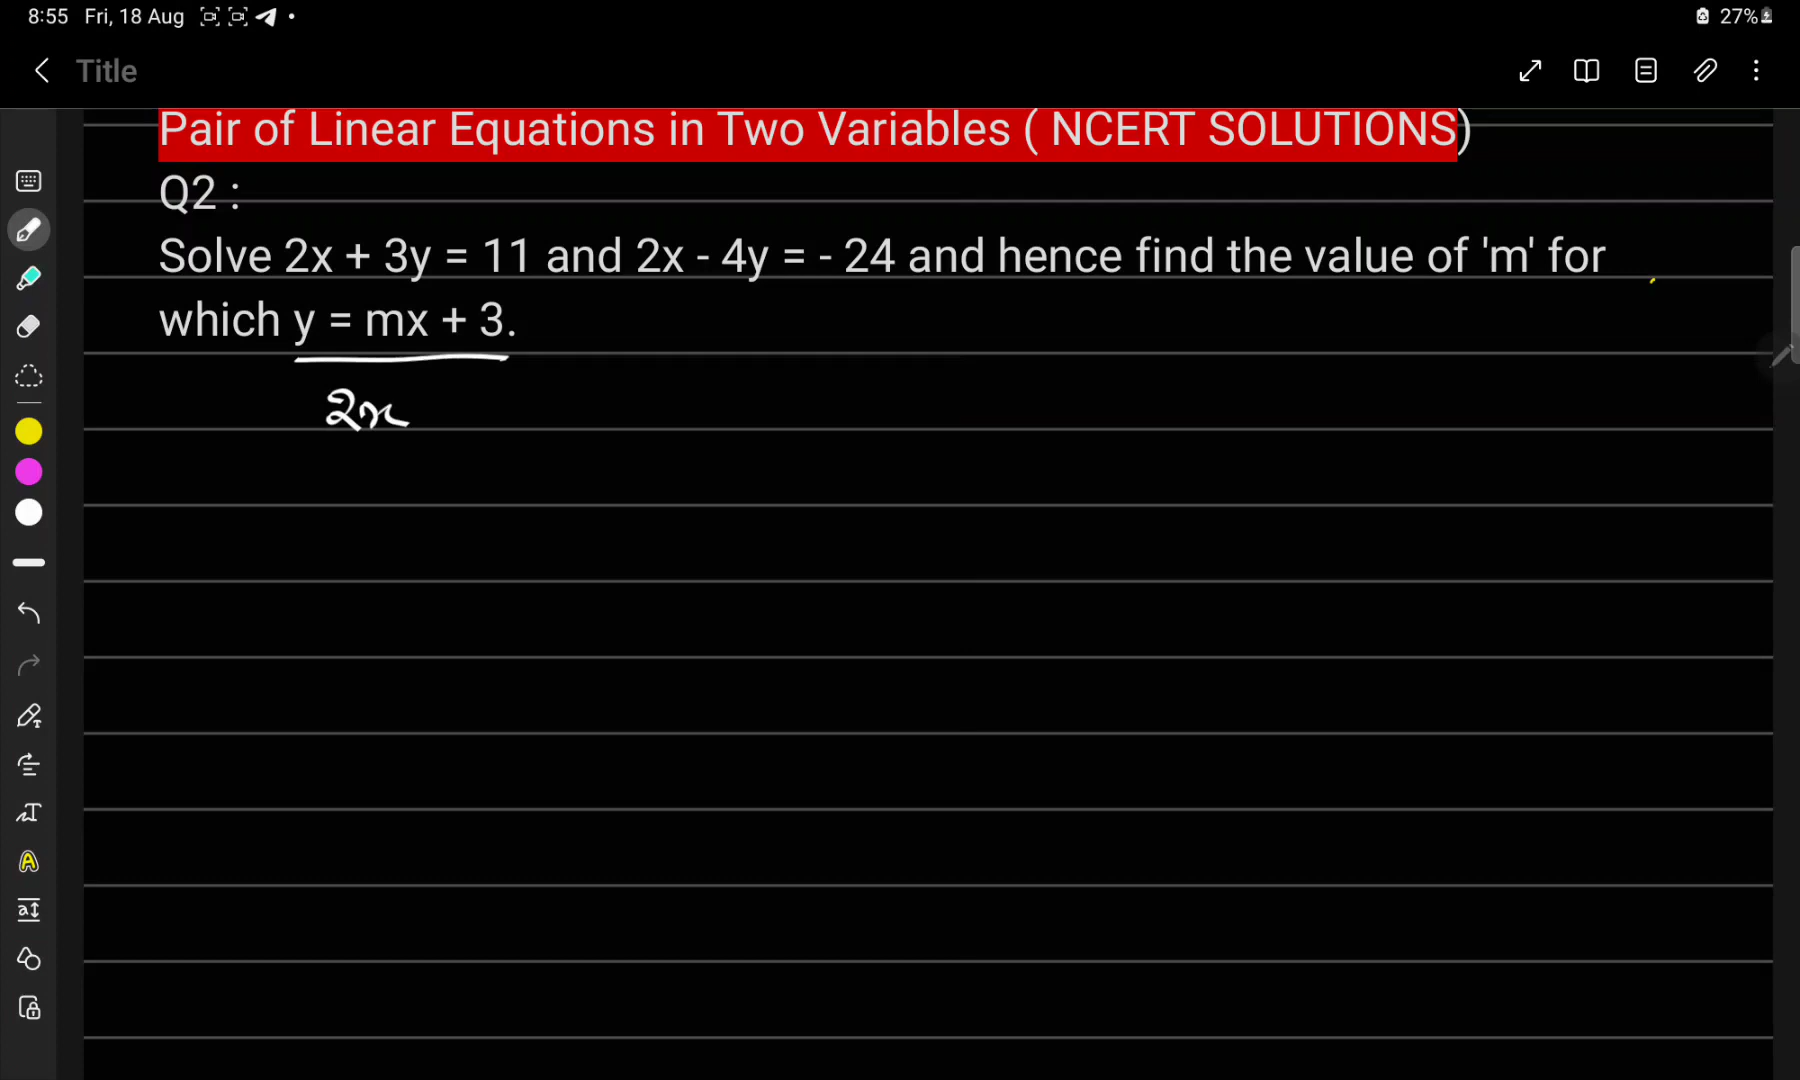 8:55 Fri, 18 Aug
27%
Title
Pair of Linear Equations in Two Variables ( NCERT SOLUTIONS)
Q2 :
Solve 2x + 3y = 11 and 2x - 4y = - 24 and hence find the value of 'm' for
which y = mx + 3.
2x